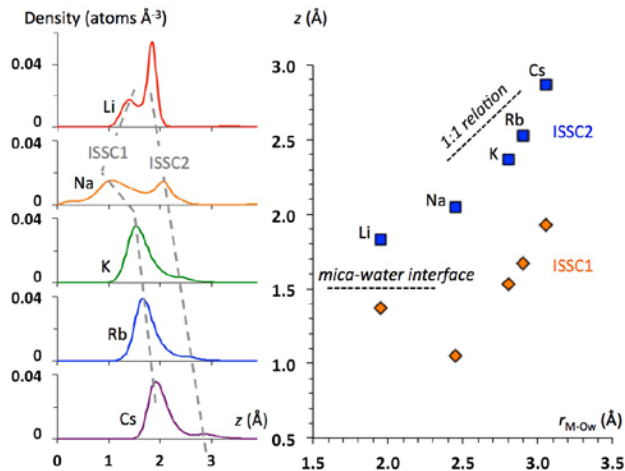 Density (atoms Å⁻³)
0.04
Li
0
0.04
ISSC1
ISSC2
Na
0
0.04
K
0
0.04
Rb
0
0.04
Cs
z (Å)
0
0
1
2
3
z (Å)
3.0
Cs
1:1 relation
Rb
ISSC2
2.5
K
Na
2.0
Li
mica-water interface
ISSC1
1.5
1.0
0.5
1.5
2.0
2.5
3.0
3.5
r_M-Ow (Å)